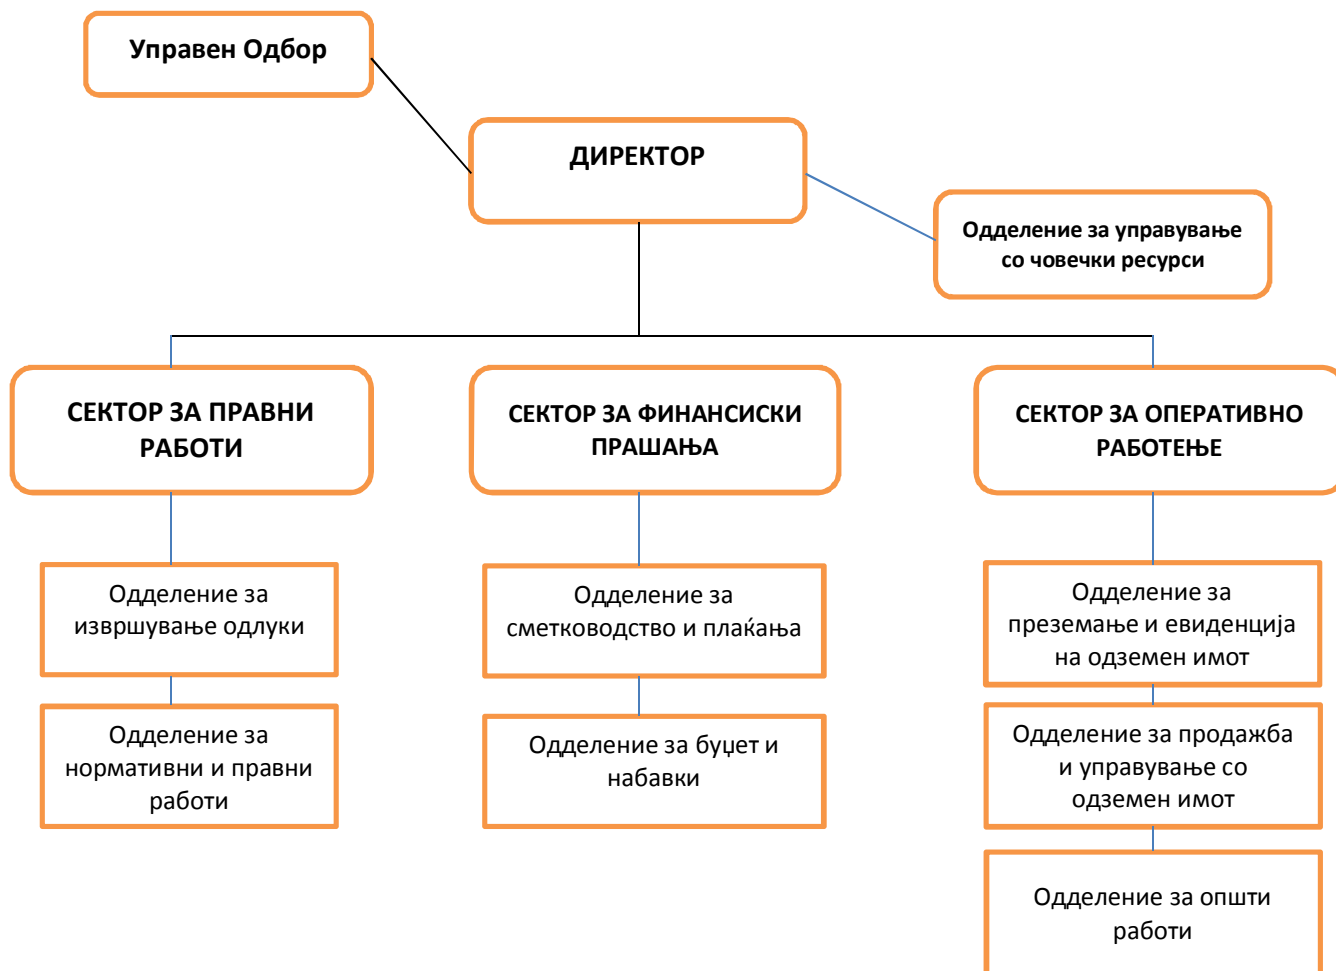 Управен Одбор
ДИРЕКТОР
Одделение за управување
со човечки ресурси
СЕКТОР ЗА ПРАВНИ
РАБОТИ
СЕКТОР ЗА ФИНАНСИСКИ
ПРАШАЊА
СЕКТОР ЗА ОПЕРАТИВНО
РАБОТЕЊЕ
Одделение за
извршување одлуки
Одделение за
сметководство и плаќања
Одделение за
преземање и евиденција
на одземен имот
Одделение за
нормативни и правни
работи
Одделение за буџет и
набавки
Одделение за продажба
и управување со
одземен имот
Одделение за општи
работи